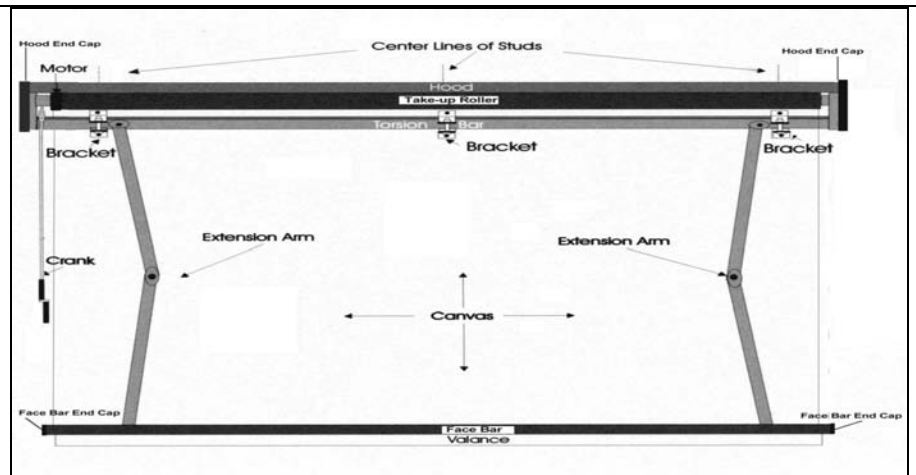 Center Lines of Studs
Hood End Cap
Hood End Cap
Motor
Hood
Take-up Roller
Torsion Bar
Bracket
Bracket
Bracket
Extension Arm
Extension Arm
Crank
Canvas
Face Bar End Cap
Face Bar End Cap
Face Bar
Valance